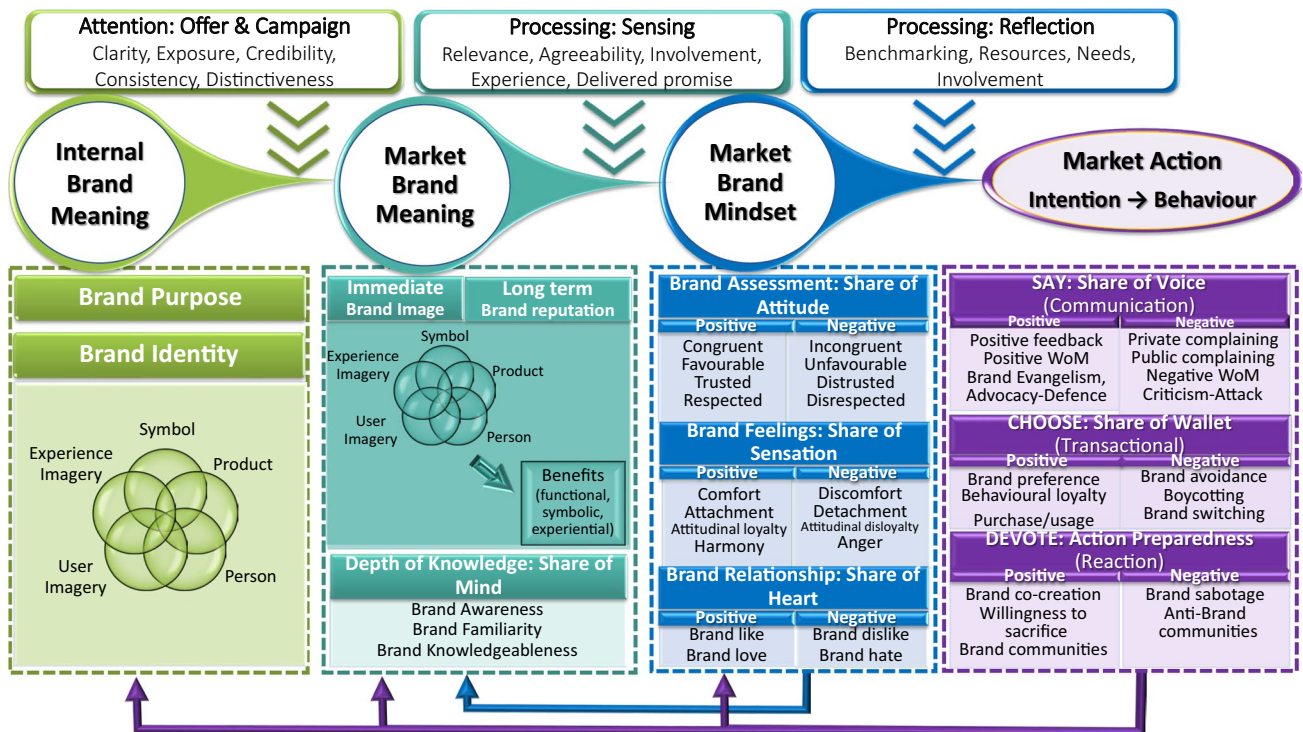 Attention: Offer & Campaign
Clarity, Exposure, Credibility,
Consistency, Distinctiveness
Processing: Sensing
Relevance, Agreeability, Involvement,
Experience, Delivered promise
Processing: Reflection
Benchmarking, Resources, Needs,
Involvement
Internal
Brand
Meaning
Market
Brand
Meaning
Market
Brand
Mindset
Market Action
Intention → Behaviour
Brand Purpose
Brand Identity
Symbol
Experience
Imagery
Product
User
Imagery
Person
Immediate
Brand Image
Long term
Brand reputation
Symbol
Experience
Imagery
Product
User
Imagery
Person
Benefits
(functional,
symbolic,
experiential)
Depth of Knowledge: Share of
Mind
Brand Awareness
Brand Familiarity
Brand Knowledgeableness
Brand Assessment: Share of
Attitude
Positive
Negative
Congruent
Favourable
Trusted
Respected
Incongruent
Unfavourable
Distrusted
Disrespected
Brand Feelings: Share of
Sensation
Positive
Negative
Comfort
Attachment
Attitudinal loyalty
Harmony
Discomfort
Detachment
Attitudinal disloyalty
Anger
Brand Relationship: Share of
Heart
Positive
Negative
Brand like
Brand love
Brand dislike
Brand hate
SAY: Share of Voice
(Communication)
Positive
Negative
Positive feedback
Positive WoM
Brand Evangelism,
Advocacy-Defence
Private complaining
Public complaining
Negative WoM
Criticism-Attack
CHOOSE: Share of Wallet
(Transactional)
Positive
Negative
Brand preference
Behavioural loyalty
Purchase/usage
Brand avoidance
Boycotting
Brand switching
DEVOTE: Action Preparedness
(Reaction)
Positive
Negative
Brand co-creation
Willingness to
sacrifice
Brand communities
Brand sabotage
Anti-Brand
communities